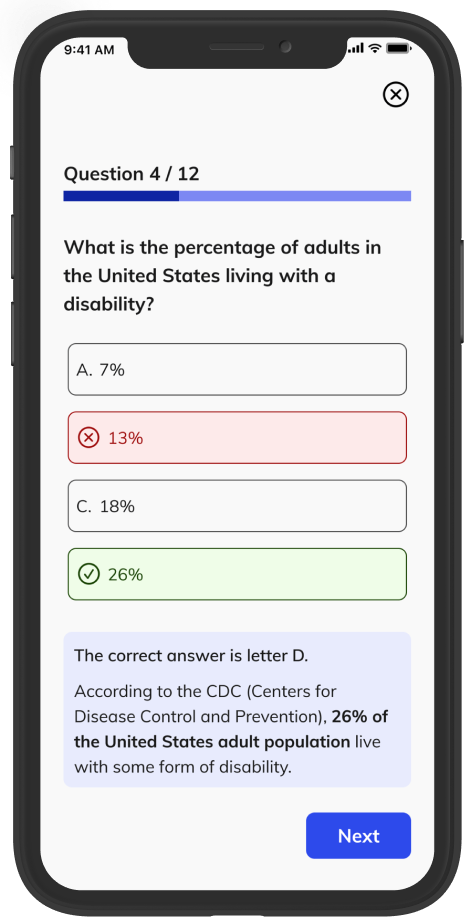 9:41 AM
Question 4 / 12
What is the percentage of adults in
the United States living with a
disability?
A. 7%
13%
C. 18%
26%
The correct answer is letter D.
According to the CDC (Centers for
Disease Control and Prevention), 26% of
the United States adult population live
with some form of disability.
Next